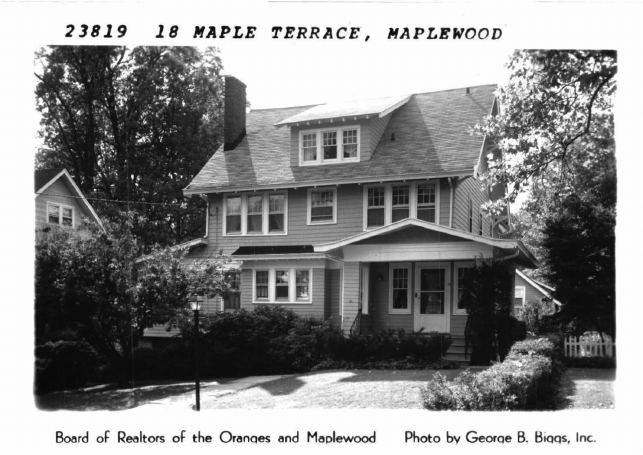 23819 18 MAPLE TERRACE, MAPLEWOOD
Board of Realtors of the Oranges and Maplewood Photo by George B. Biggs, Inc.